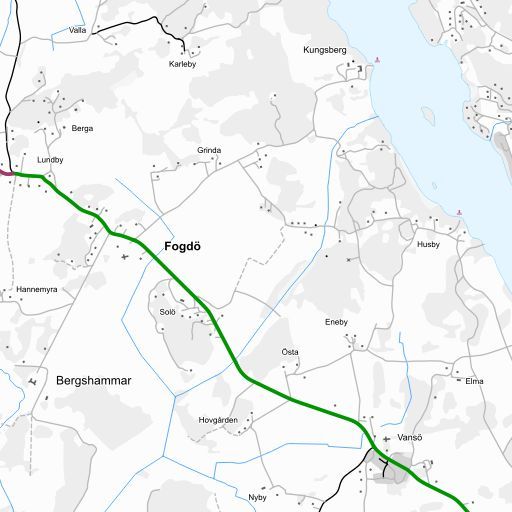 Valla
Kungsberg
Karleby
Berga
Grinda
Lundby
Fogdö
Husby
Hannemyra
Solö
Eneby
Östa
Bergshammar
Elma
Hovgården
Vansö
Nyby